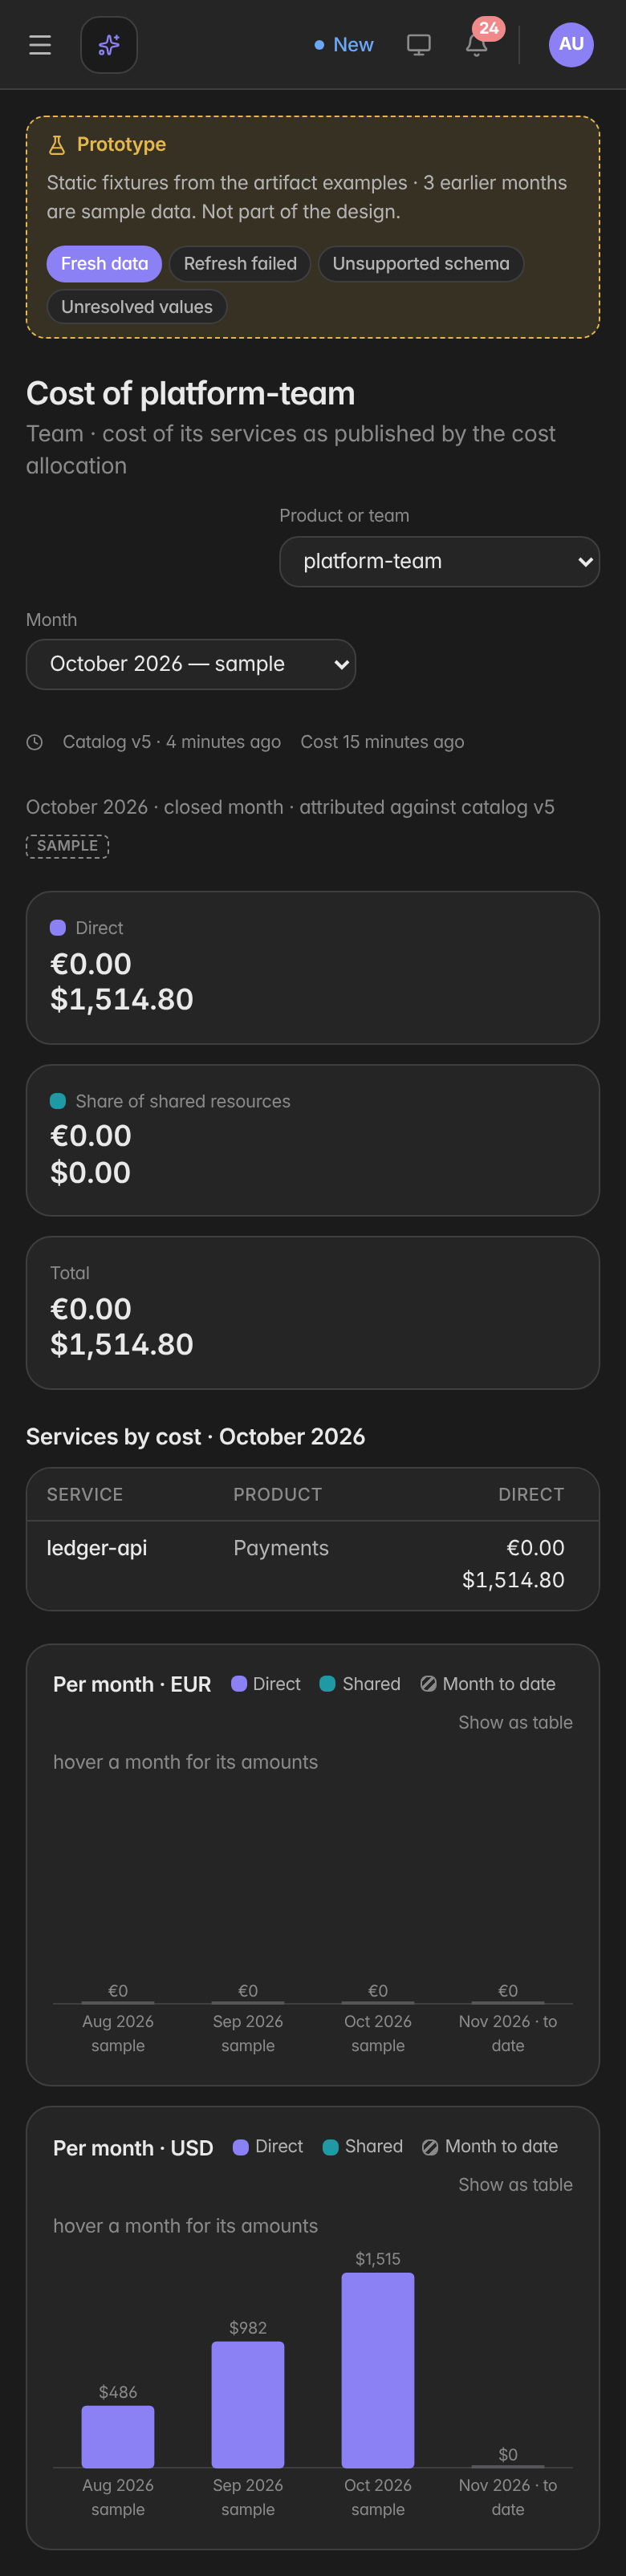 New
24
AU
Prototype
Static fixtures from the artifact examples · 3 earlier months
are sample data. Not part of the design.
Fresh data
Refresh failed
Unsupported schema
Unresolved values
Cost of platform-team
Team · cost of its services as published by the cost
allocation
Product or team
platform-team
Month
October 2026 — sample
Catalog v5 · 4 minutes ago
Cost 15 minutes ago
October 2026 · closed month · attributed against catalog v5
SAMPLE
Direct
€0.00
$1,514.80
Share of shared resources
€0.00
$0.00
Total
€0.00
$1,514.80
Services by cost · October 2026
SERVICE PRODUCT DIRECT
ledger-api Payments €0.00
$1,514.80
Per month · EUR Direct Shared Month to date
Show as table
hover a month for its amounts
€0 €0 €0 €0
Aug 2026 Sep 2026 Oct 2026 Nov 2026 · to
sample sample sample date
Per month · USD Direct Shared Month to date
Show as table
hover a month for its amounts
$1,515
$982
$486
$0
Aug 2026 Sep 2026 Oct 2026 Nov 2026 · to
sample sample sample date